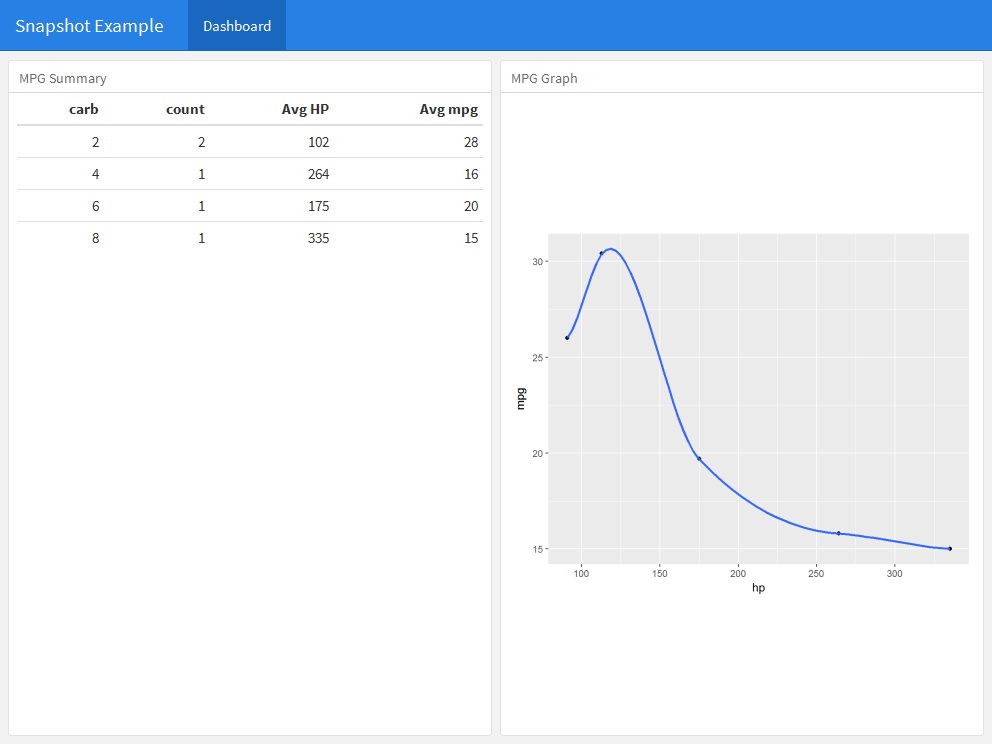 Snapshot Example Dashboard
MPG Summary
carb count Avg HP Avg mpg
2 2 102 28
4 1 264 16
6 1 175 20
8 1 335 15
MPG Graph
30
25
20
15
mpg
100 150 200 250 300
hp